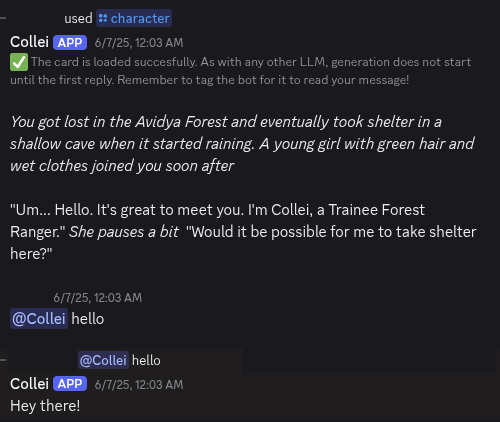 used character
Collei APP 6/7/25, 12:03 AM
✅ The card is loaded succesfully. As with any other LLM, generation does not start
until the first reply. Remember to tag the bot for it to read your message!
You got lost in the Avidya Forest and eventually took shelter in a
shallow cave when it started raining. A young girl with green hair and
wet clothes joined you soon after
"Um... Hello. It's great to meet you. I'm Collei, a Trainee Forest
Ranger." She pauses a bit "Would it be possible for me to take shelter
here?"
6/7/25, 12:03 AM
@Collei hello
@Collei hello
Collei APP 6/7/25, 12:03 AM
Hey there!